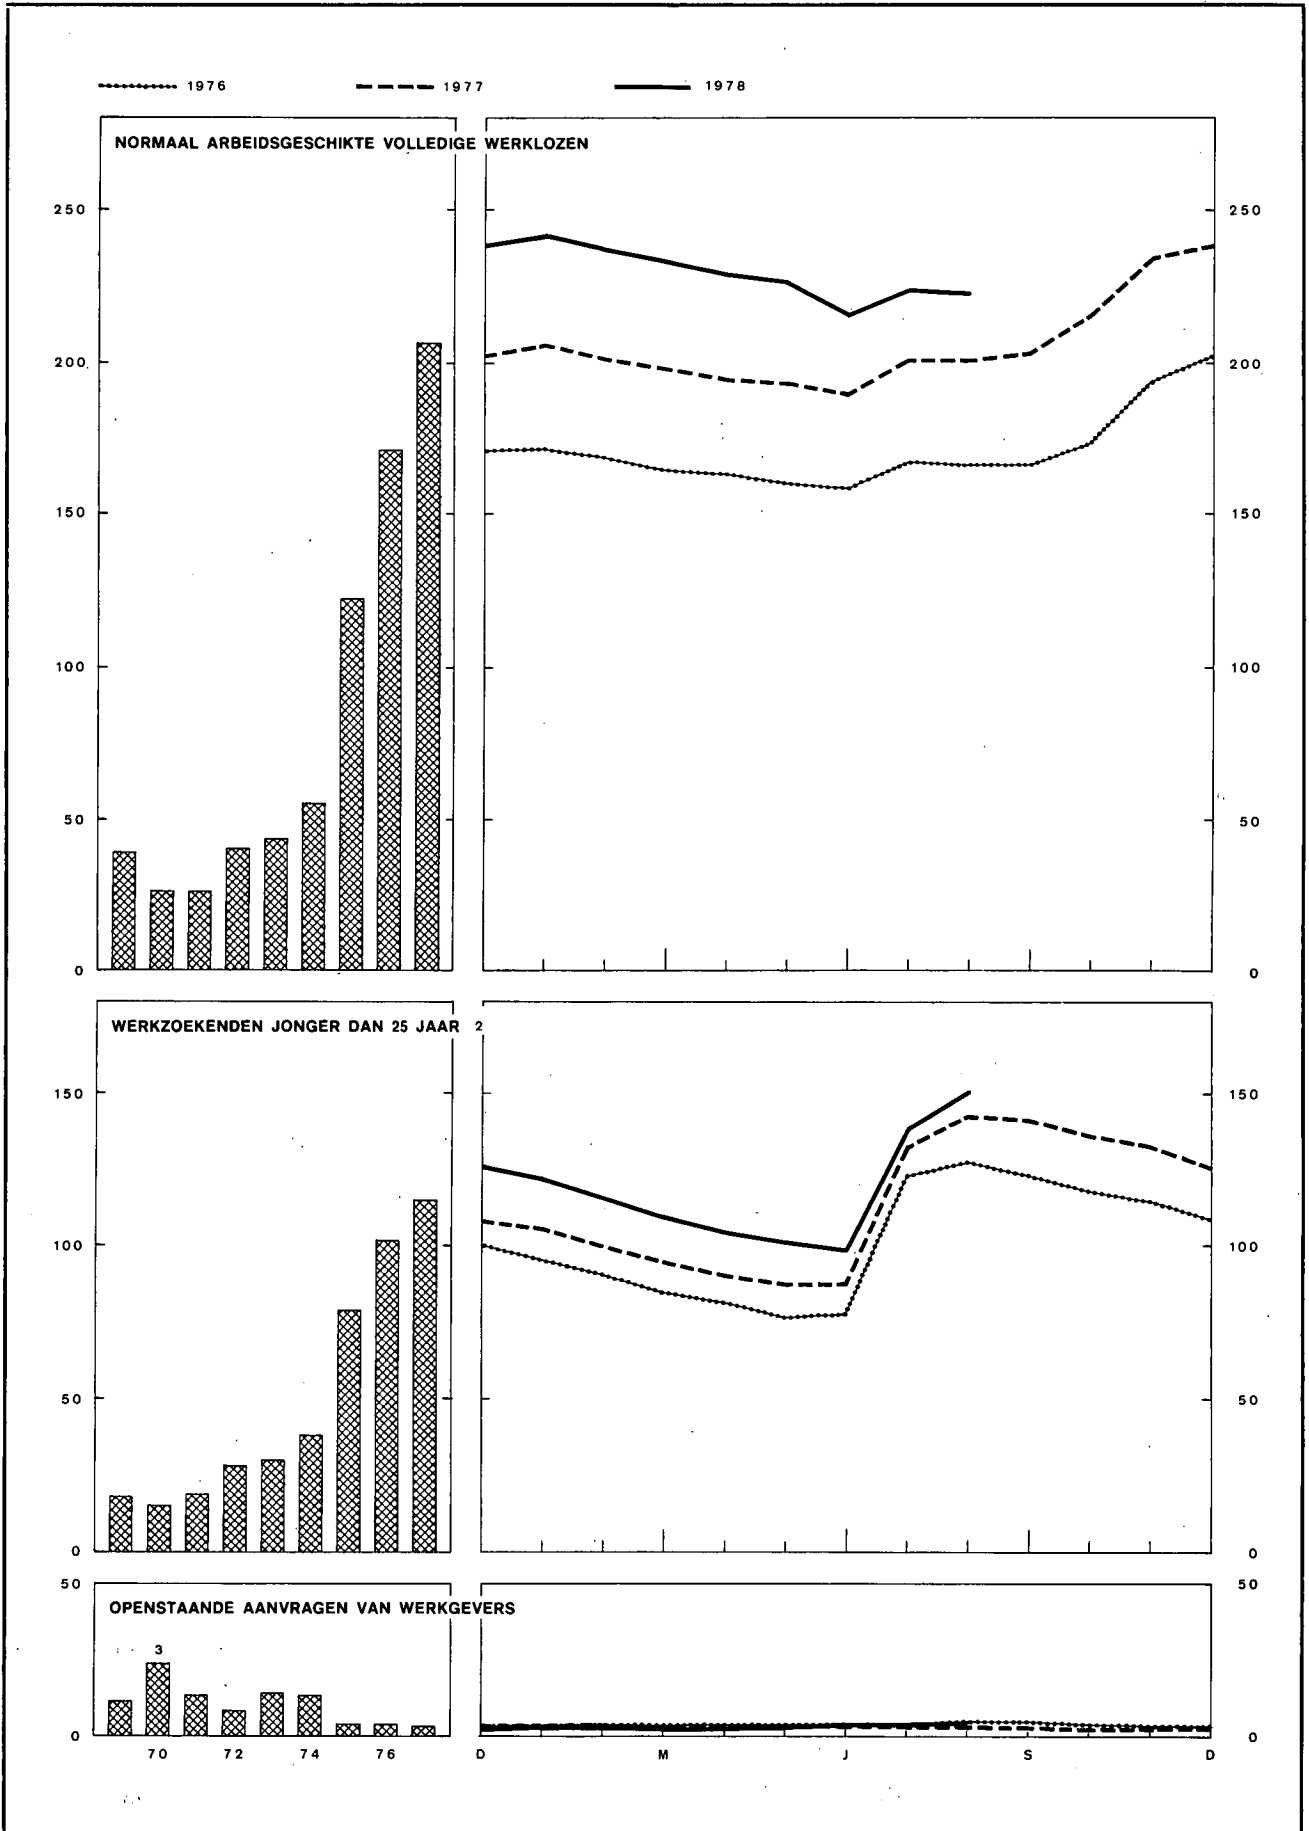 1976 1977 1978
NORMAAL ARBEIDSGESCHIKTE VOLLEDIGE WERKLOZEN
250 250
200 200
150 150
100 100
50 50
0 0
WERKZOEKENDEN JONGER DAN 25 JAAR 2
150 150
100 100
50 50
0 0
50 50
OPENSTAANDE AANVRAGEN VAN WERKGEVERS
3
0 0
70 72 74 76 D M J S D